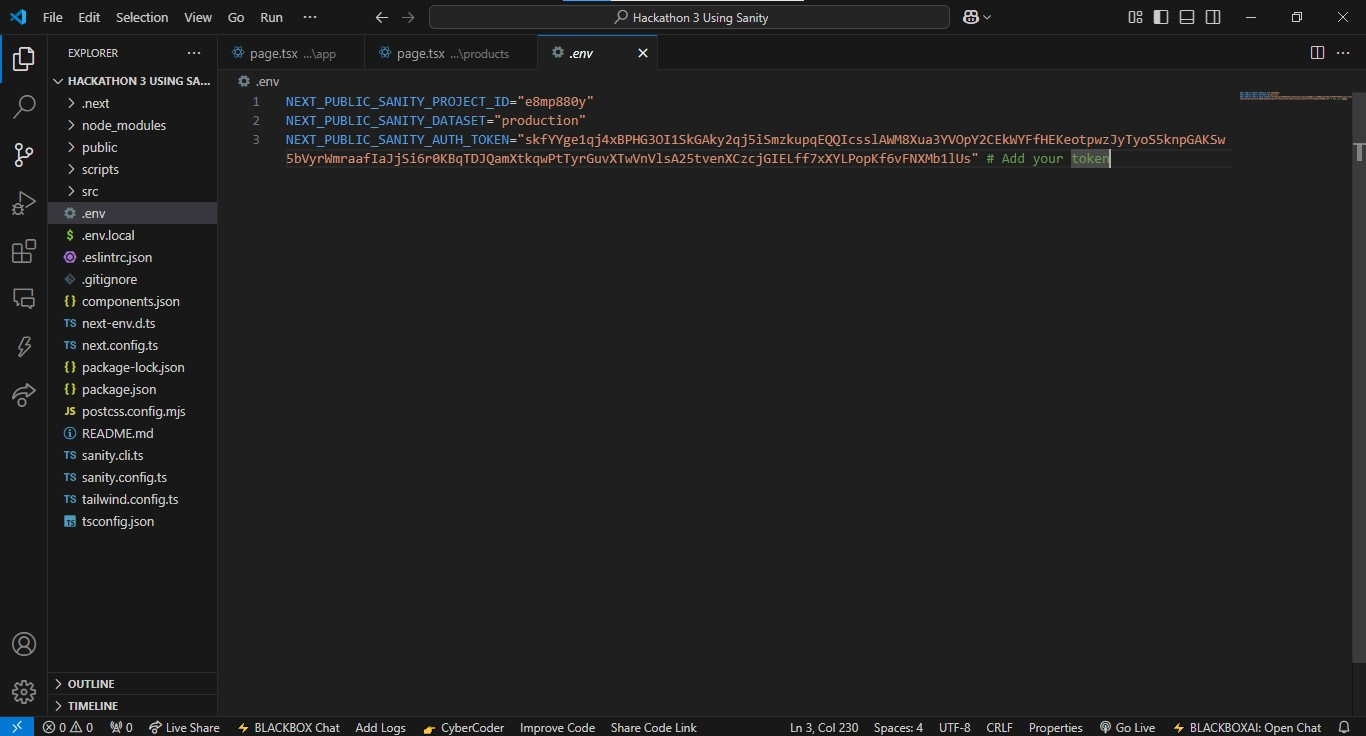 File Edit Selection View Go Run ··· Hackathon 3 Using Sanity
EXPLORER ···
page.tsx ...\app page.tsx ...\products .env
HACKATHON 3 USING SA...
.next
node_modules
public
scripts
src
.env
.env.local
.eslintrc.json
.gitignore
components.json
next-env.d.ts
next.config.ts
package-lock.json
package.json
postcss.config.mjs
README.md
sanity.cli.ts
sanity.config.ts
tailwind.config.ts
tsconfig.json
OUTLINE
TIMELINE
.env
1 NEXT_PUBLIC_SANITY_PROJECT_ID="e8mp880y"
2 NEXT_PUBLIC_SANITY_DATASET="production"
3 NEXT_PUBLIC_SANITY_AUTH_TOKEN="skfYYge1qj4xBPHG3OI1SkGAky2qj5iSmzkupqEQQIcsslAWM8Xua3YVOpY2CEkWYFfHEKeotpwzJyTyoS5knpGAKSw
5bVyrWmraafIaJjSi6r0KBqTDJQamXtkqwPtTyrGuvXTwVnVlsA25tvenXCzcjGIELff7xXYLPopKf6vFNXMb1lUs" # Add your token
0 0 0 Live Share BLACKBOX Chat Add Logs CyberCoder Improve Code Share Code Link Ln 3, Col 230 Spaces: 4 UTF-8 CRLF Properties Go Live BLACKBOXAI: Open Chat